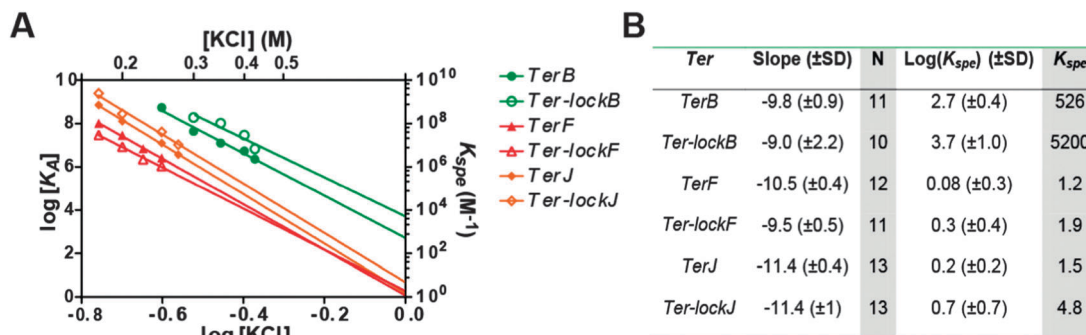 A
[KCl] (M)
0.2 0.3 0.4 0.5
10
8
6
4
2
0
log [KA]
10^10
10^8
10^6
10^4
10^2
10^0
Kspe (M-1)
-0.8 -0.6 -0.4 -0.2 0.0
log [KCl]
TerB
Ter-lockB
TerF
Ter-lockF
TerJ
Ter-lockJ
B
Ter Slope (±SD) N Log(Kspe) (±SD) Kspe
TerB -9.8 (±0.9) 11 2.7 (±0.4) 526
Ter-lockB -9.0 (±2.2) 10 3.7 (±1.0) 5200
TerF -10.5 (±0.4) 12 0.08 (±0.3) 1.2
Ter-lockF -9.5 (±0.5) 11 0.3 (±0.4) 1.9
TerJ -11.4 (±0.4) 13 0.2 (±0.2) 1.5
Ter-lockJ -11.4 (±1) 13 0.7 (±0.7) 4.8